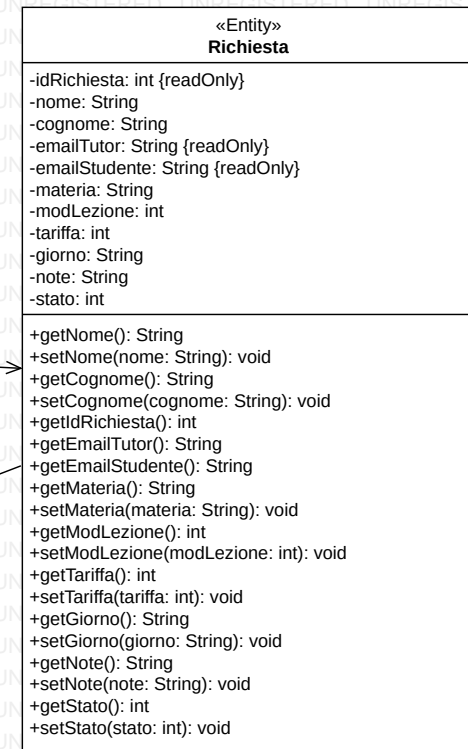 UNREGISTERED UNREGISTERED UNREGISTERED
«Entity»
Richiesta
-idRichiesta: int {readOnly}
-nome: String
-cognome: String
-emailTutor: String {readOnly}
-emailStudente: String {readOnly}
-materia: String
-modLezione: int
-tariffa: int
-giorno: String
-note: String
-stato: int
+getNome(): String
+setNome(nome: String): void
+getCognome(): String
+setCognome(cognome: String): void
+getIdRichiesta(): int
+getEmailTutor(): String
+getEmailStudente(): String
+getMateria(): String
+setMateria(materia: String): void
+getModLezione(): int
+setModLezione(modLezione: int): void
+getTariffa(): int
+setTariffa(tariffa: int): void
+getGiorno(): String
+setGiorno(giorno: String): void
+getNote(): String
+setNote(note: String): void
+getStato(): int
+setStato(stato: int): void